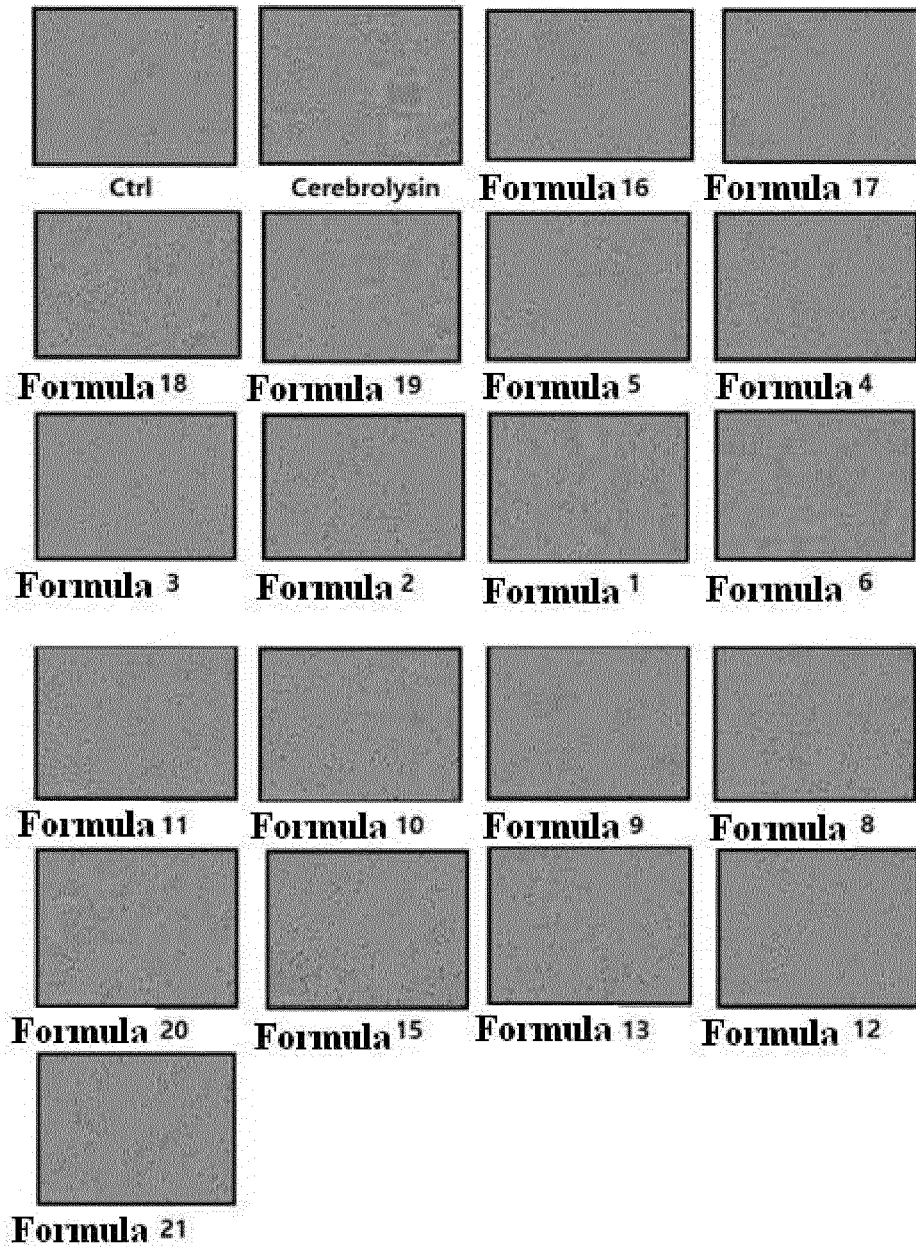 Ctrl Cerebrolysin Formula 16 Formula 17
Formula 18 Formula 19 Formula 5 Formula 4
Formula 3 Formula 2 Formula 1 Formula 6
Formula 11 Formula 10 Formula 9 Formula 8
Formula 20 Formula 15 Formula 13 Formula 12
Formula 21